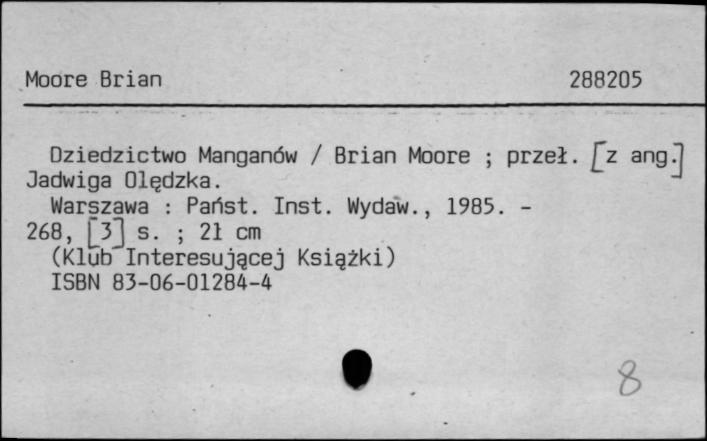 Moore Brian 288205
Dziedzictwo Manganów / Brian Moore ; przeł. [z ang.]
Jadwiga Olędzka.
Warszawa : Państ. Inst. Wydaw., 1985. -
268, [3] s. ; 21 cm
(Klub Interesującej Książki)
ISBN 83-06-01284-4
8